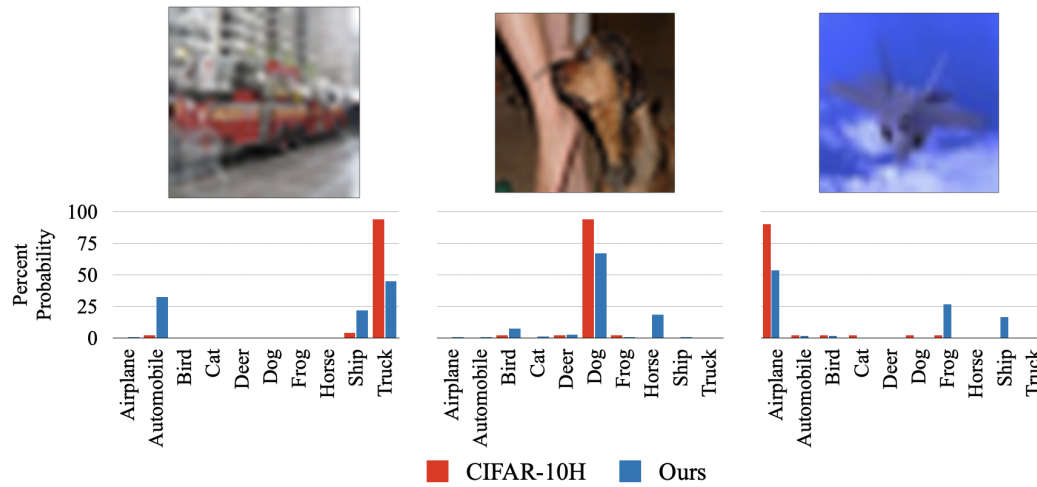 100
75
50
25
0
Percent
Probability
Airplane
Automobile
Bird
Cat
Deer
Dog
Frog
Horse
Ship
Truck
Airplane
Automobile
Bird
Cat
Deer
Dog
Frog
Horse
Ship
Truck
Airplane
Automobile
Bird
Cat
Deer
Dog
Frog
Horse
Ship
Truck
CIFAR-10H
Ours